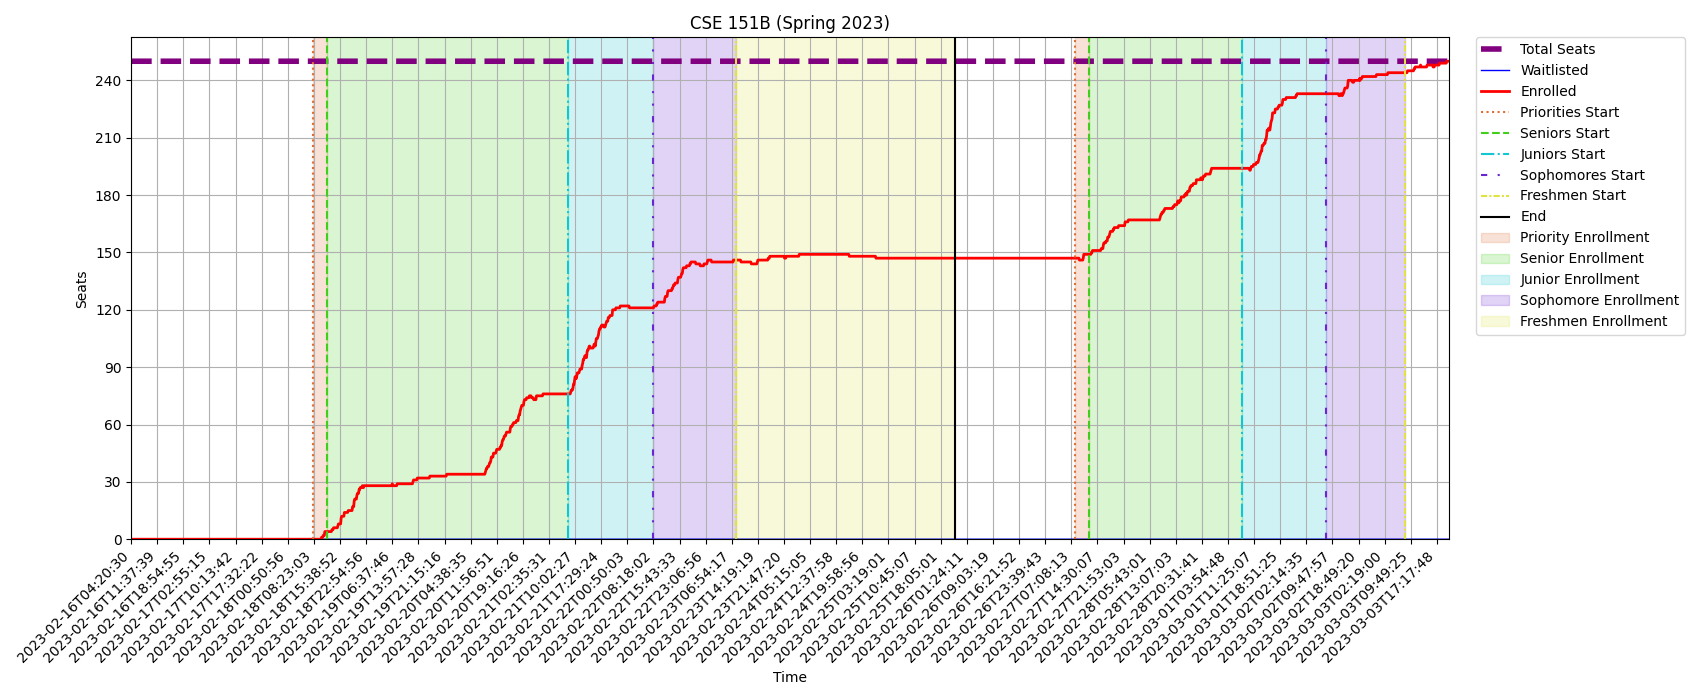 CSE 151B (Spring 2023)
Seats
240
210
180
150
120
90
60
30
0
2023-02-16T04:20:30
2023-02-16T11:37:39
2023-02-16T18:54:55
2023-02-17T02:55:15
2023-02-17T10:13:42
2023-02-17T17:32:22
2023-02-18T00:50:56
2023-02-18T08:23:03
2023-02-18T15:38:52
2023-02-18T22:54:56
2023-02-19T06:37:46
2023-02-19T13:57:28
2023-02-19T21:15:16
2023-02-20T04:38:35
2023-02-20T11:56:51
2023-02-20T19:16:26
2023-02-21T02:35:31
2023-02-21T10:02:27
2023-02-21T17:29:24
2023-02-22T00:50:03
2023-02-22T08:18:02
2023-02-22T15:43:33
2023-02-22T23:06:56
2023-02-23T06:54:17
2023-02-23T14:19:19
2023-02-23T21:47:20
2023-02-24T05:15:05
2023-02-24T12:37:58
2023-02-24T19:58:56
2023-02-25T03:19:01
2023-02-25T10:45:07
2023-02-25T18:05:01
2023-02-26T01:24:11
2023-02-26T09:03:19
2023-02-26T16:21:52
2023-02-26T23:39:43
2023-02-27T07:08:13
2023-02-27T14:30:07
2023-02-27T21:53:03
2023-02-28T05:43:01
2023-02-28T13:07:03
2023-02-28T20:31:41
2023-03-01T03:54:48
2023-03-01T11:25:07
2023-03-01T18:51:25
2023-03-02T02:14:35
2023-03-02T09:47:57
2023-03-02T18:49:20
2023-03-03T02:19:00
2023-03-03T09:49:25
2023-03-03T17:17:48
Time
Total Seats
Waitlisted
Enrolled
Priorities Start
Seniors Start
Juniors Start
Sophomores Start
Freshmen Start
End
Priority Enrollment
Senior Enrollment
Junior Enrollment
Sophomore Enrollment
Freshmen Enrollment